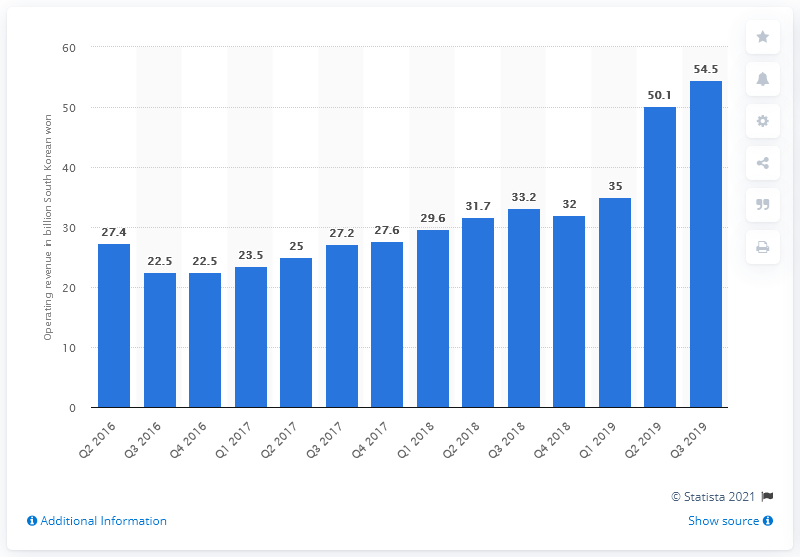 60
50
40
30
20
10
0
Operating revenue in billion South Korean won
27.4
22.5
22.5
23.5
25
27.2
27.6
29.6
31.7
33.2
32
35
50.1
54.5
Q2 2016
Q3 2016
Q4 2016
Q1 2017
Q2 2017
Q3 2017
Q4 2017
Q1 2018
Q2 2018
Q3 2018
Q4 2018
Q1 2019
Q2 2019
Q3 2019
© Statista 2021
Additional Information
Show source